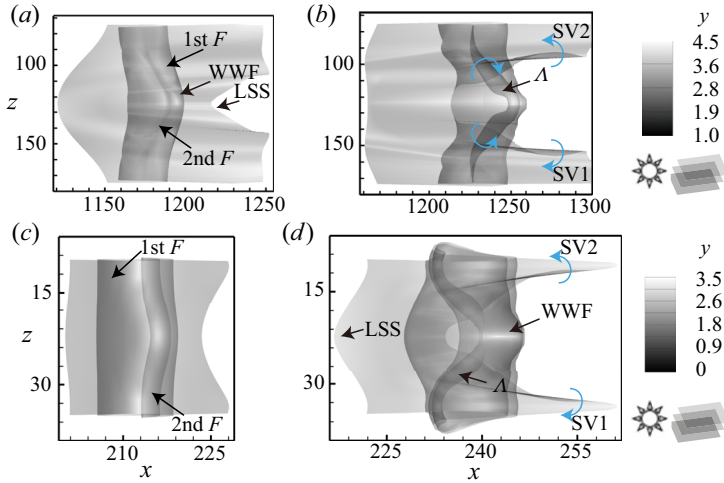 (a)
1st F
WWF
LSS
2nd F
z
100
150
1150
1200
1250
(b)
SV2
Λ
SV1
100
150
1200
1250
1300
y
4.5
3.6
2.8
1.9
1.0
(c)
1st F
2nd F
z
15
30
210
225
x
(d)
SV2
WWF
LSS
Λ
SV1
15
30
225
240
255
x
y
3.5
2.6
1.8
0.9
0